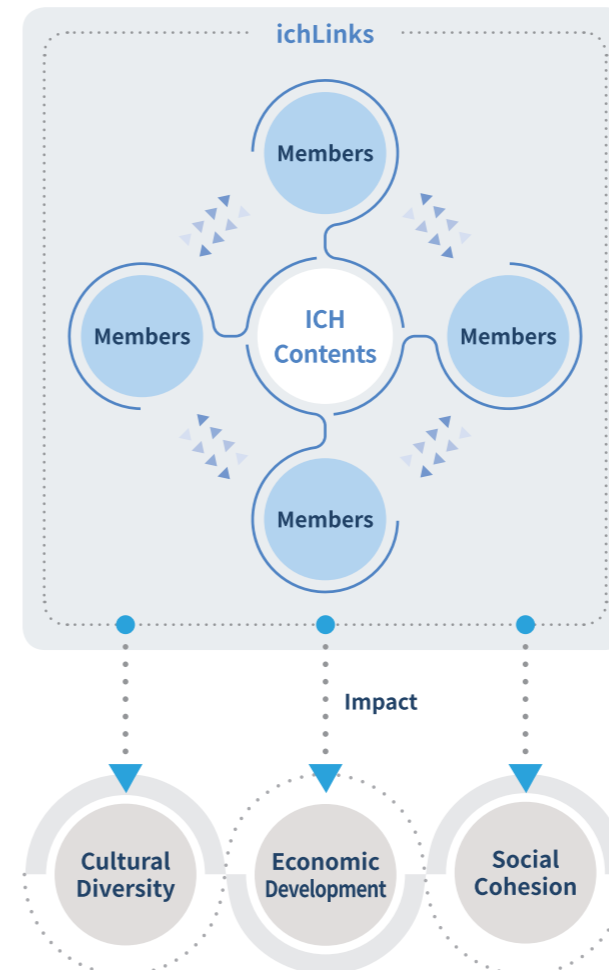 ichLinks
Members
Members
ICH
Contents
Members
Members
Impact
Cultural
Diversity
Economic
Development
Social
Cohesion